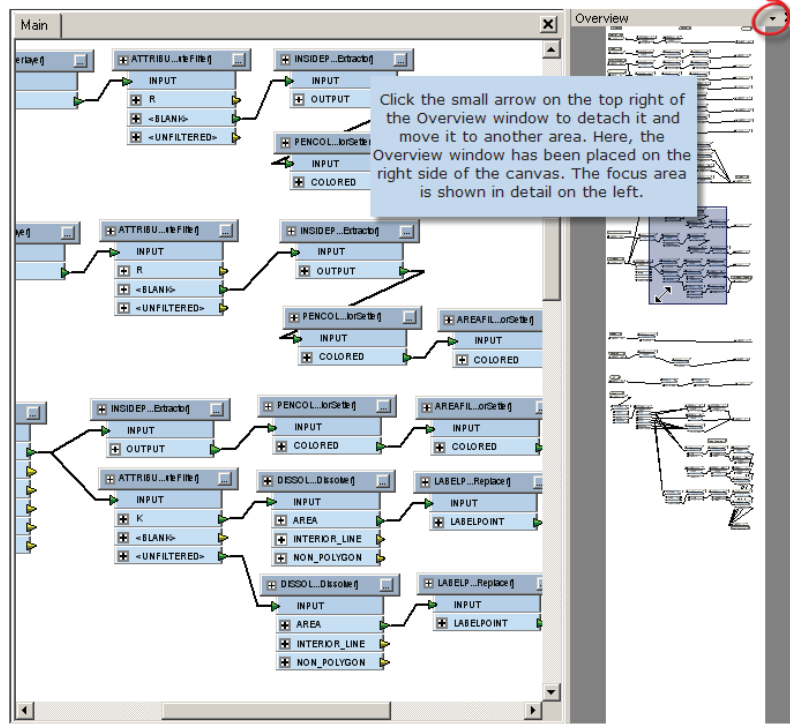 Main
Overview
erlayer]
ATTRIBU...uteFilter]
INPUT
R
<BLANK>
<UNFILTERED>
INSIDEP...Extractor]
INPUT
OUTPUT
Click the small arrow on the top right of
the Overview window to detach it and
move it to another area. Here, the
Overview window has been placed on the
right side of the canvas. The focus area
is shown in detail on the left.
PENCOL...lorSette
INPUT
COLORED
ayer]
ATTRIBU...uteFilter]
INPUT
R
<BLANK>
<UNFILTERED>
INSIDEP...Extractor]
INPUT
OUTPUT
PENCOL...lorSetter]
INPUT
COLORED
AREAFIL...orSetter]
INPUT
COLORED
INSIDEP...Extractor]
INPUT
OUTPUT
PENCOL...lorSetter]
INPUT
COLORED
AREAFIL...orSetter]
INPUT
COLORED
ATTRIBU...uteFilter]
INPUT
K
<BLANK>
<UNFILTERED>
DISSOL...Dissolver]
INPUT
AREA
INTERIOR_LINE
NON_POLYGON
LABELP...Replacer]
INPUT
LABELPOINT
DISSOL...Dissolver]
INPUT
AREA
INTERIOR_LINE
NON_POLYGON
LABELP...Replacer]
INPUT
LABELPOINT